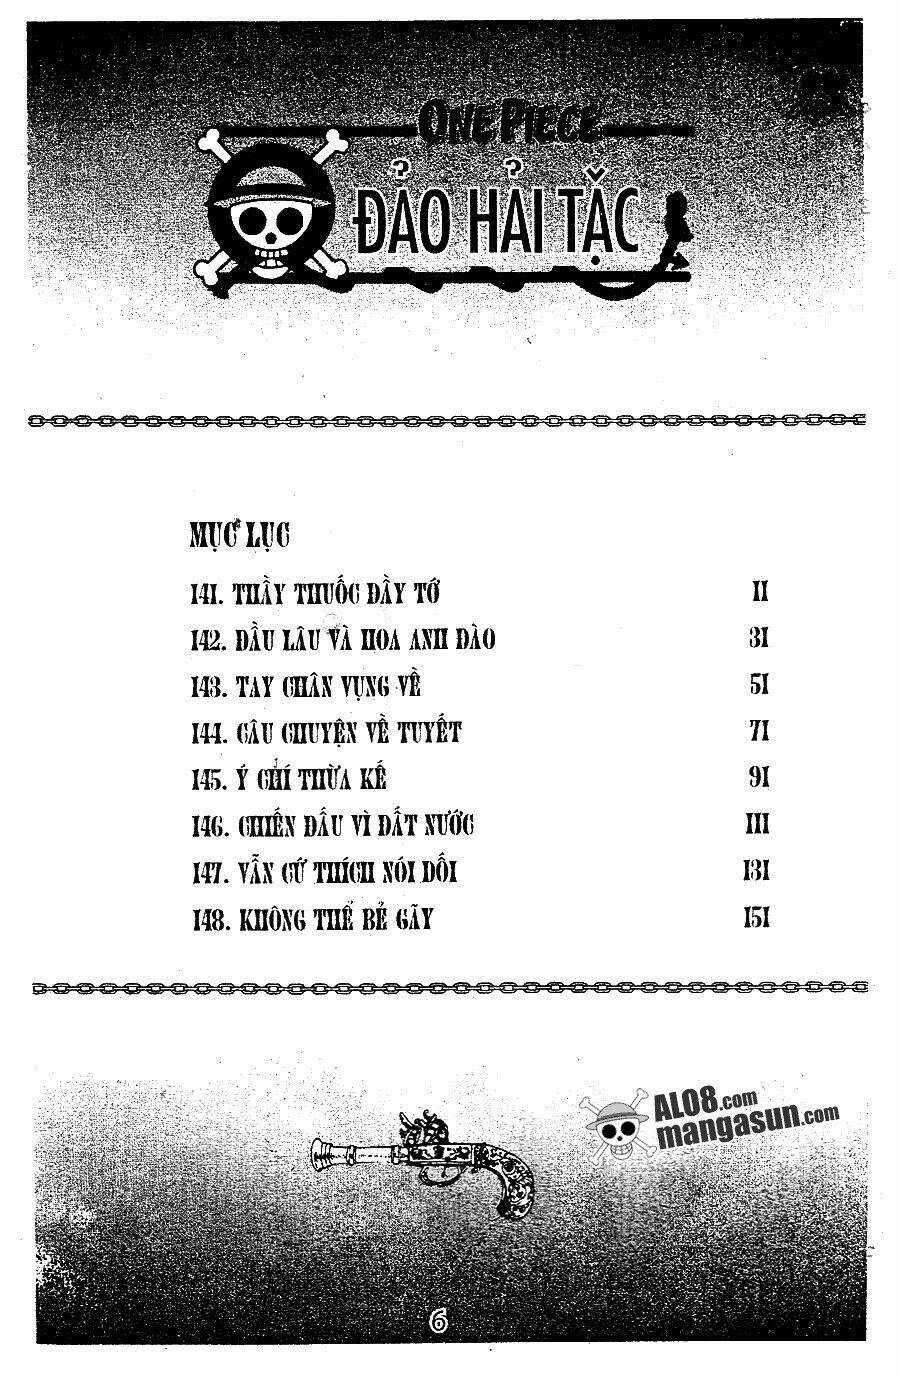 ONE PIECE
ĐẢO HẢI TẶC
MỤC LỤC
141. THẦY THUỐC ĐẦY TỚ 11
142. ĐẦU LÂU VÀ HOA ANH ĐÀO 31
143. TAY CHÂN VỤNG VỀ 51
144. CÂU CHUYỆN VỀ TUYẾT 71
145. Ý CHÍ THỪA KẾ 91
146. CHIẾN ĐẤU VÌ ĐẤT NƯỚC 111
147. VẪN CỨ THÍCH NÓI DỐI 131
148. KHÔNG THỂ BẺ GÃY 151
ALO8.com
mangasun.com
6